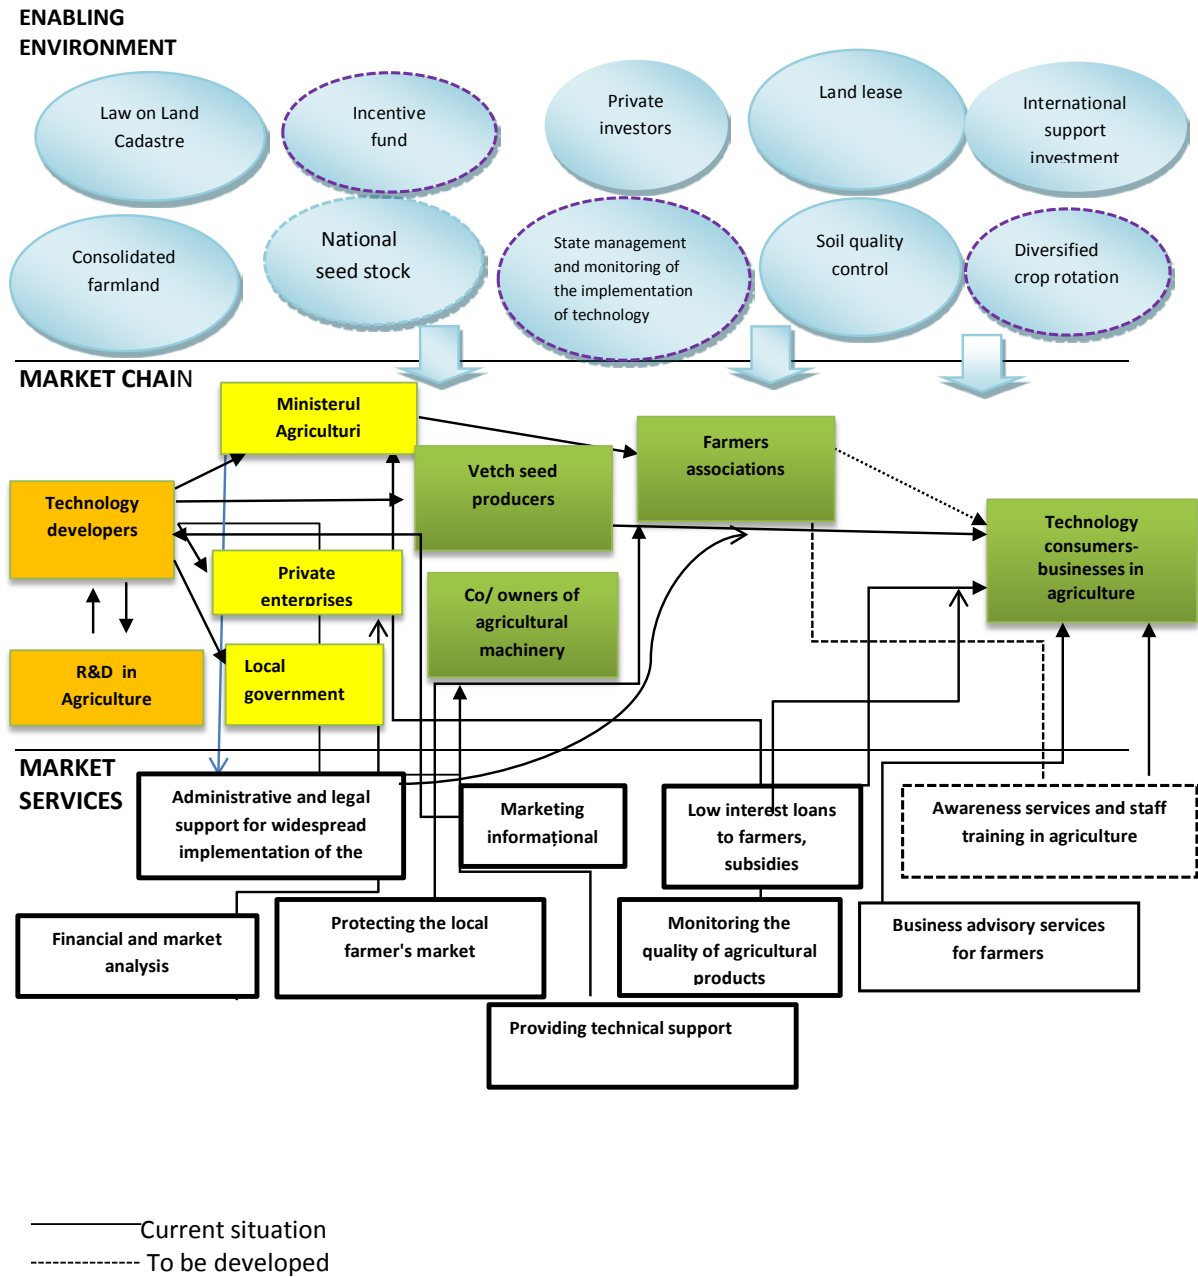 ENABLING
ENVIRONMENT
Law on Land
Cadastre
Incentive
fund
Private
investors
Land lease
International
support
investment
Consolidated
farmland
National
seed stock
State management
and monitoring of
the implementation
of technology
Soil quality
control
Diversified
crop rotation
MARKET CHAIN
Ministerul
Agriculturi
Farmers
associations
Vetch seed
producers
Technology
developers
Technology
consumers-
businesses in
agriculture
Private
enterprises
Co/ owners of
agricultural
machinery
R&D in
Agriculture
Local
government
MARKET
SERVICES
Administrative and legal
support for widespread
implementation of the
Marketing
informațional
Low interest loans
to farmers,
subsidies
Awareness services and staff
training in agriculture
Financial and market
analysis
Protecting the local
farmer's market
Monitoring the
quality of agricultural
products
Business advisory services
for farmers
Providing technical support
Current situation
To be developed